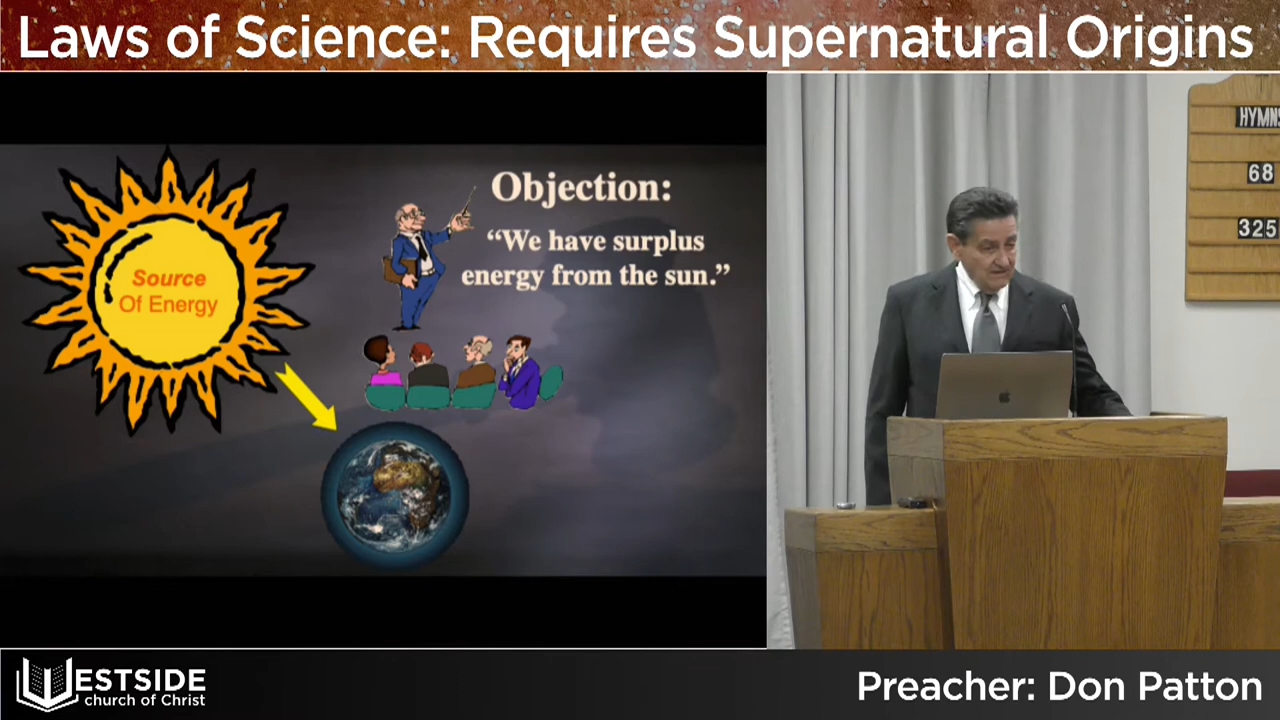 Laws of Science: Requires Supernatural Origins
Source
Of Energy
Objection:
“We have surplus
energy from the sun.”
HYMNS
68
325
WESTSIDE
church of Christ
Preacher: Don Patton